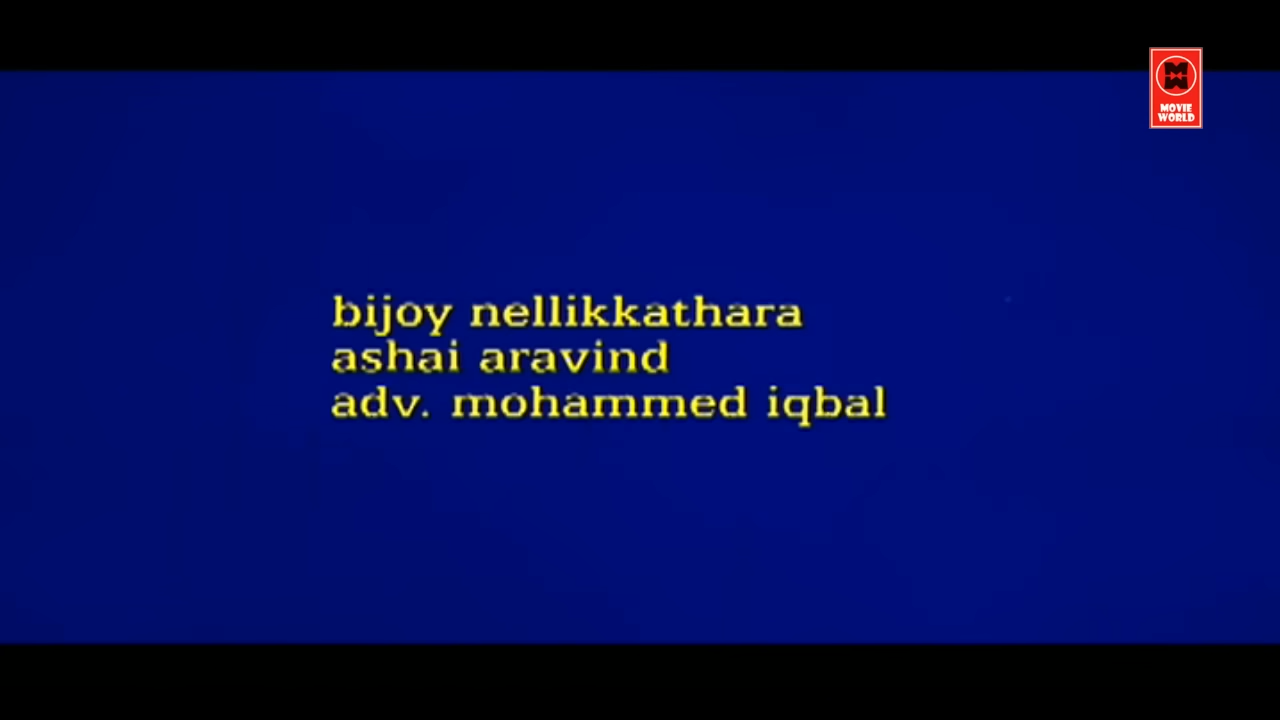 MOVIE
WORLD
bijoy nellikkathara
ashai aravind
adv. mohammed iqbal